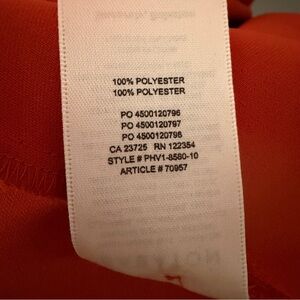 100% POLYESTER
100% POLYESTER
PO 4500120796
PO 4500120797
PO 4500120798
CA 23725 RN 122354
STYLE # PHV1-8580-10
ARTICLE # 70957